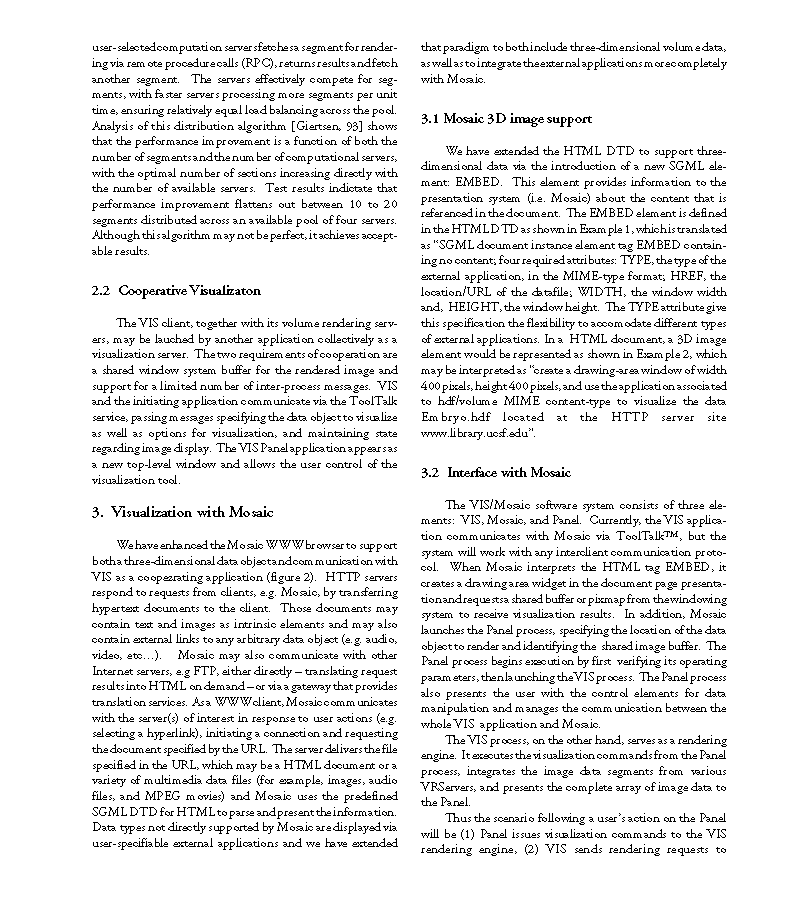 user-selected computation servers fetches a segment for render-
ing via remote procedure calls (RPC), returns results and fetch
another segment. The servers effectively compete for seg-
ments, with faster servers processing more segments per unit
time, ensuring relatively equal load balancing across the pool.
Analysis of this distribution algorithm [Giertsen, 93] shows
that the performance improvement is a function of both the
number of segments and the number of computational servers,
with the optimal number of sections increasing directly with
the number of available servers. Test results indictate that
performance improvement flattens out between 10 to 20
segments distributed across an available pool of four servers.
Although this algorithm may not be perfect, it achieves accept-
able results.
2.2 Cooperative Visualizaton
The VIS client, together with its volume rendering serv-
ers, may be lauched by another application collectively as a
visualization server. The two requirements of cooperation are
a shared window system buffer for the rendered image and
support for a limited number of inter-process messages. VIS
and the initiating application communicate via the ToolTalk
service, passing messages specifying the data object to visualize
as well as options for visualization, and maintaining state
regarding image display. The VIS Panel application appears as
a new top-level window and allows the user control of the
visualization tool.
3. Visualization with Mosaic
We have enhanced the Mosaic WWW browser to support
both a three-dimensional data object and communication with
VIS as a coopezrating application (figure 2). HTTP servers
respond to requests from clients, e.g. Mosaic, by transferring
hypertext documents to the client. Those documents may
contain text and images as intrinsic elements and may also
contain external links to any arbitrary data object (e.g. audio,
video, etc...). Mosaic may also communicate with other
Internet servers, e.g FTP, either directly – translating request
results into HTML on demand – or via a gateway that provides
translation services. As a WWW client, Mosaic communicates
with the server(s) of interest in response to user actions (e.g.
selecting a hyperlink), initiating a connection and requesting
the document specified by the URL. The server delivers the file
specified in the URL, which may be a HTML document or a
variety of multimedia data files (for example, images, audio
files, and MPEG movies) and Mosaic uses the predefined
SGML DTD for HTML to parse and present the information.
Data types not directly supported by Mosaic are displayed via
user-specifiable external applications and we have extended
that paradigm to both include three-dimensional volume data,
as well as to integrate the external applications more completely
with Mosaic.
3.1 Mosaic 3D image support
We have extended the HTML DTD to support three-
dimensional data via the introduction of a new SGML ele-
ment: EMBED. This element provides information to the
presentation system (i.e. Mosaic) about the content that is
referenced in the document. The EMBED element is defined
in the HTML DTD as shown in Example 1, which is translated
as “SGML document instance element tag EMBED contain-
ing no content; four required attributes: TYPE, the type of the
external application, in the MIME-type format; HREF, the
location/URL of the datafile; WIDTH, the window width
and, HEIGHT, the window height. The TYPE attribute give
this specification the flexibility to accomodate different types
of external applications. In a HTML document, a 3D image
element would be represented as shown in Example 2, which
may be interpreted as “create a drawing-area window of width
400 pixels, height 400 pixels, and use the application associated
to hdf/volume MIME content-type to visualize the data
Embryo.hdf located at the HTTP server site
www.library.ucsf.edu”.
3.2 Interface with Mosaic
The VIS/Mosaic software system consists of three ele-
ments: VIS, Mosaic, and Panel. Currently, the VIS applica-
tion communicates with Mosaic via ToolTalk™, but the
system will work with any interclient communication proto-
col. When Mosaic interprets the HTML tag EMBED, it
creates a drawing area widget in the document page presenta-
tion and requests a shared buffer or pixmap from the windowing
system to receive visualization results. In addition, Mosaic
launches the Panel process, specifying the location of the data
object to render and identifying the shared image buffer. The
Panel process begins execution by first verifying its operating
parameters, then launching the VIS process. The Panel process
also presents the user with the control elements for data
manipulation and manages the communication between the
whole VIS application and Mosaic.
The VIS process, on the other hand, serves as a rendering
engine. It executes the visualization commands from the Panel
process, integrates the image data segments from various
VRServers, and presents the complete array of image data to
the Panel.
Thus the scenario following a user’s action on the Panel
will be (1) Panel issues visualization commands to the VIS
rendering engine, (2) VIS sends rendering requests to